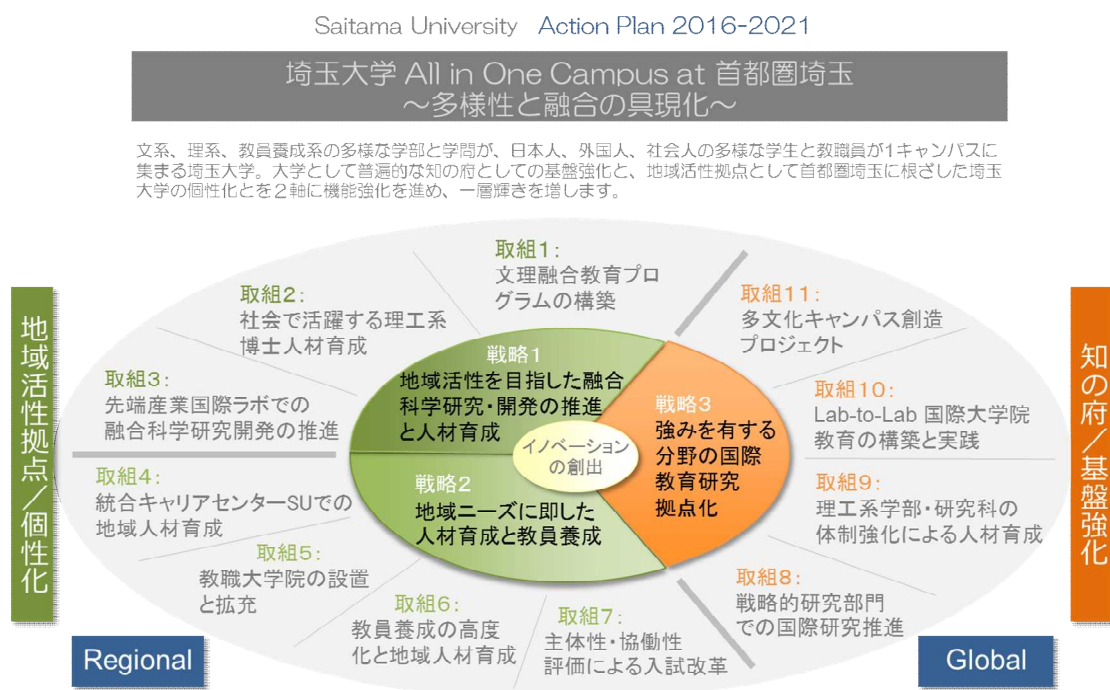 Saitama University Action Plan 2016-2021
埼玉大学 All in One Campus at 首都圏埼玉
～多様性と融合の具現化～
文系、理系、教員養成系の多様な学部と学問が、日本人、外国人、社会人の多様な学生と教職員が1キャンパスに
集まる埼玉大学。大学として普遍的な知の府としての基盤強化と、地域活性拠点として首都圏埼玉に根ざした埼玉
大学の個性化とを2軸に機能強化を進め、一層輝きを増します。
地域活性拠点／個性化
取組1：
文理融合教育プロ
グラムの構築
取組2：
社会で活躍する理工系
博士人材育成
取組3：
先端産業国際ラボでの
融合科学研究開発の推進
取組4：
統合キャリアセンターSUでの
地域人材育成
取組5：
教職大学院の設置
と拡充
取組6：
教員養成の高度
化と地域人材育成
取組7：
主体性・協働性
評価による入試改革
取組8：
戦略的研究部門
での国際研究推進
取組9：
理工系学部・研究科の
体制強化による人材育成
取組10：
Lab-to-Lab 国際大学院
教育の構築と実践
取組11：
多文化キャンパス創造
プロジェクト
戦略1
地域活性を目指した融合
科学研究・開発の推進
と人材育成
戦略2
地域ニーズに即した
人材育成と教員養成
戦略3
強みを有する
分野の国際
教育研究
拠点化
イノベーション
の創出
知の府／基盤強化
Regional
Global